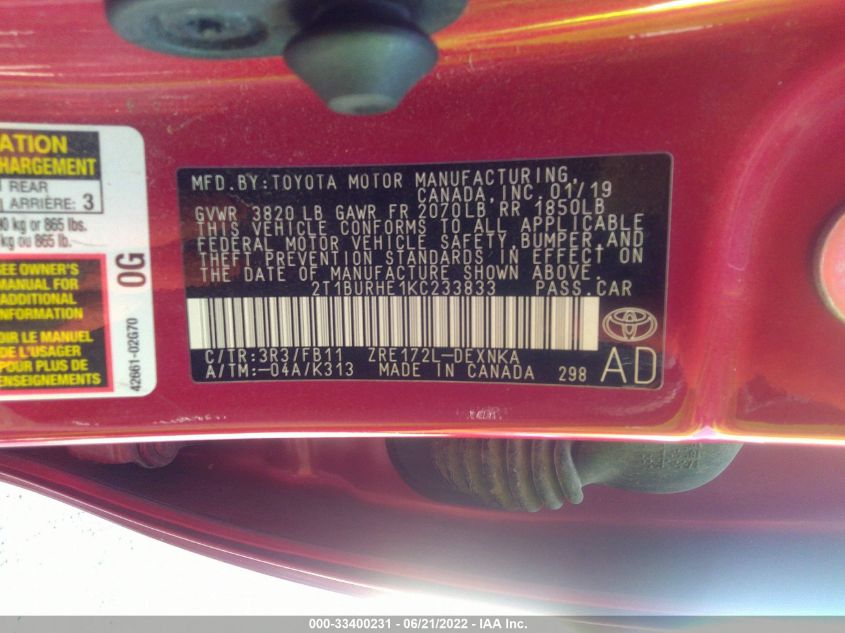 ATION
HARGEMENT
REAR
ARRIÈRE: 3
kg or 865 lbs.
kg ou 865 lb.
SEE OWNER'S
MANUAL FOR
OIR LE MANUEL
DE L'USAGER
POUR PLUS DE
ENSEIGNEMENTS
0G
42661-02G70
MFD.BY:TOYOTA MOTOR MANUFACTURING,
CANADA, INC. 01/19
GVWR 3820 LB GAWR FR 2070LB RR 1850LB
THIS VEHICLE CONFORMS TO ALL APPLICABLE
FEDERAL MOTOR VEHICLE SAFETY, BUMPER, AND
THEFT PREVENTION STANDARDS IN EFFECT ON
THE DATE OF MANUFACTURE SHOWN ABOVE.
2T1BURHE1KC233833 PASS.CAR
C/TR:3R3/FB11 ZRE172L-DEXNKA
A/TM:-04A/K313 MADE IN CANADA 298
AD
TOYOTA
000-33400231 - 06/21/2022 - IAA Inc.